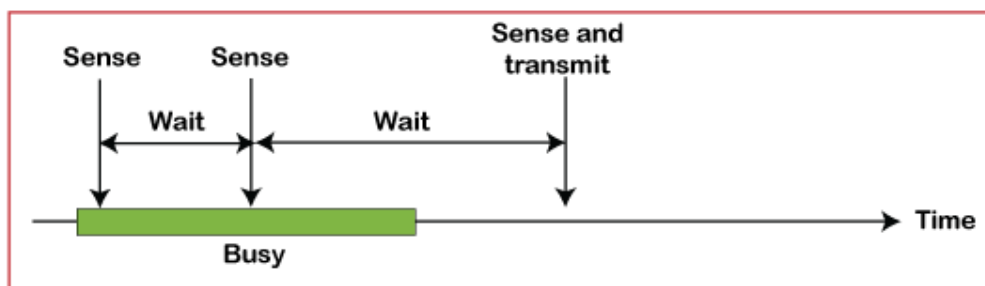 Sense
Sense
Sense and
transmit
Wait
Wait
Time
Busy